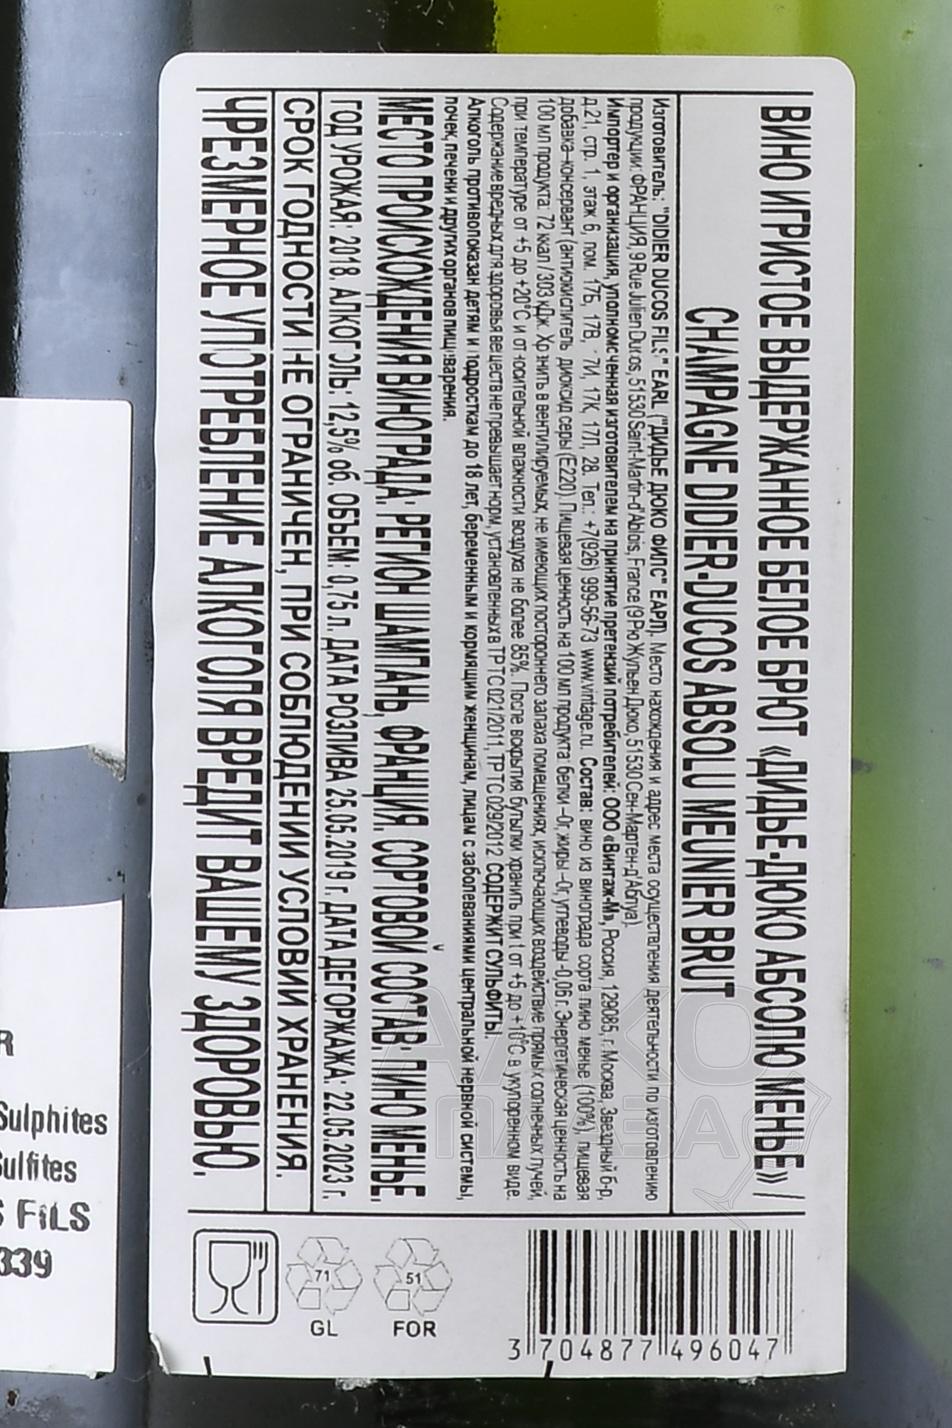 ВИНО ИГРИСТОЕ ВЫДЕРЖАННОЕ БЕЛОЕ БРЮТ «ДИДЬЕ-ДЮКО АБСОЛЮ МЕНЬЕ» /
CHAMPAGNE DIDIER-DUCOS ABSOLU MEUNIER BRUT
Изготовитель: "DIDIER DUCOS FILS" EARL ("ДИДЬЕ ДЮКО ФИЛС" ЕАРЛ). Место нахождения и адрес места осуществления деятельности по изготовлению
продукции: ФРАНЦИЯ, 9 Rue Julien Ducos, 51530 Saint-Martin-d'Ablois, France (9 Рю Жульен Дюко, 51530 Сен-Мартен-д'Аблуа).
Импортер и организация, уполномоченная изготовителем на принятие претензий потребителей: ООО «Винтаж-М», Россия, 129085, г. Москва, Звездный б-р,
д.21, стр. 1, этаж 6, пом. 17Б, 17В, 17И, 17К, 17Л, 28. Тел.: +7(926) 999-56-73 www.vintage.ru. Состав: вино из винограда сорта пино менье (100%), пищевая
добавка-консервант (антиокислитель) диоксид серы (Е220). Пищевая ценность на 100 мл продукта: белки -0г, жиры -0г, углеводы -0,06 г. Энергетическая ценность на
100 мл продукта: 72 ккал/303 кДж. Хранить в вентилируемых, не имеющих постороннего запаха помещениях, исключающих воздействие прямых солнечных лучей,
при температуре от +5 до +20°С и относительной влажности воздуха не более 85%. После вскрытия бутылки хранить при t от +5 до +10°С в укупоренном виде.
Содержание вредных для здоровья веществ не превышает норм, установленных в ТР ТС 021/2011, ТР ТС 029/2012. СОДЕРЖИТ СУЛЬФИТЫ.
Алкоголь противопоказан детям и подросткам до 18 лет, беременным и кормящим женщинам, лицам с заболеваниями центральной нервной системы,
почек, печени и других органов пищеварения.
МЕСТО ПРОИСХОЖДЕНИЯ ВИНОГРАДА: РЕГИОН ШАМПАНЬ, ФРАНЦИЯ. СОРТОВОЙ СОСТАВ: ПИНО МЕНЬЕ
ГОД УРОЖАЯ: 2018. АЛКОГОЛЬ: 12,5% об. ОБЪЕМ: 0,75 л. ДАТА РОЗЛИВА 25.05.2019 г. ДАТА ДЕГОРЖАЖА: 22.05.2023 г.
СРОК ГОДНОСТИ НЕ ОГРАНИЧЕН, ПРИ СОБЛЮДЕНИИ УСЛОВИЙ ХРАНЕНИЯ.
ЧРЕЗМЕРНОЕ УПОТРЕБЛЕНИЕ АЛКОГОЛЯ ВРЕДИТ ВАШЕМУ ЗДОРОВЬЮ.
71
GL
51
FOR
3 704877 496047
R
Sulphites
Sulfites
S FILS
339
АЛКО
ПЛАЗА